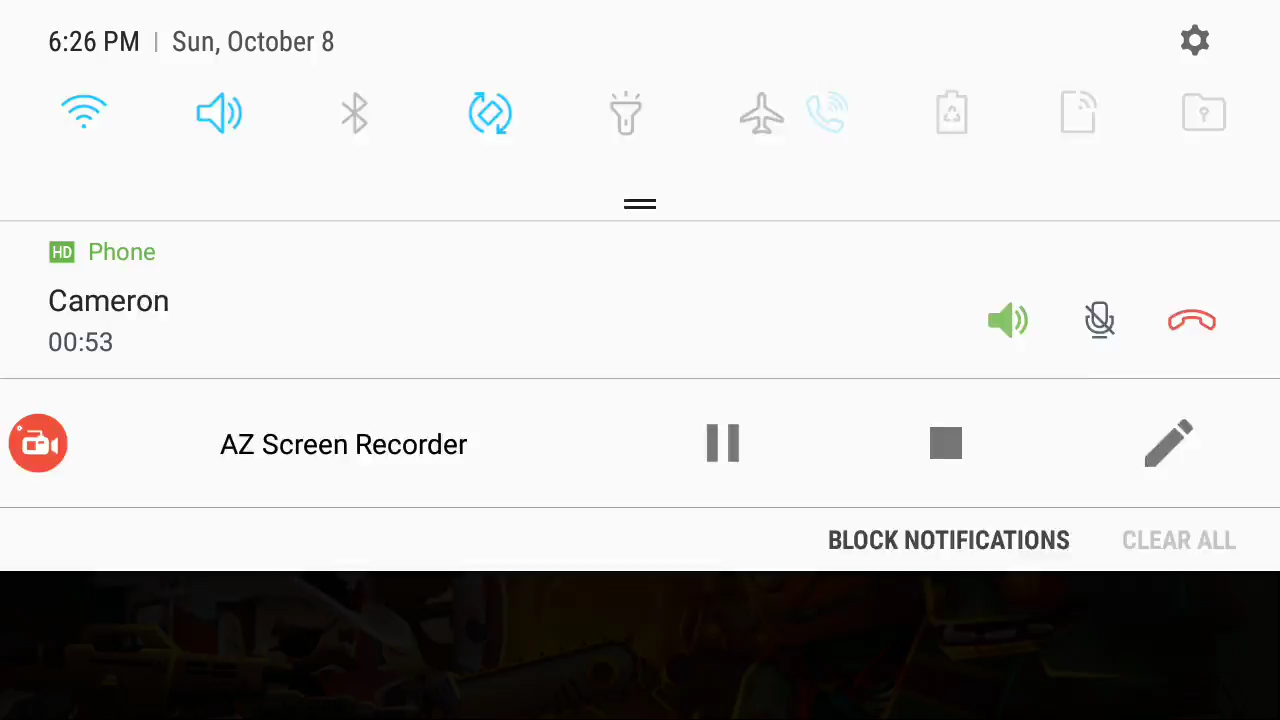 6:26 PM | Sun, October 8
HD Phone
Cameron
00:53
AZ Screen Recorder
BLOCK NOTIFICATIONS CLEAR ALL